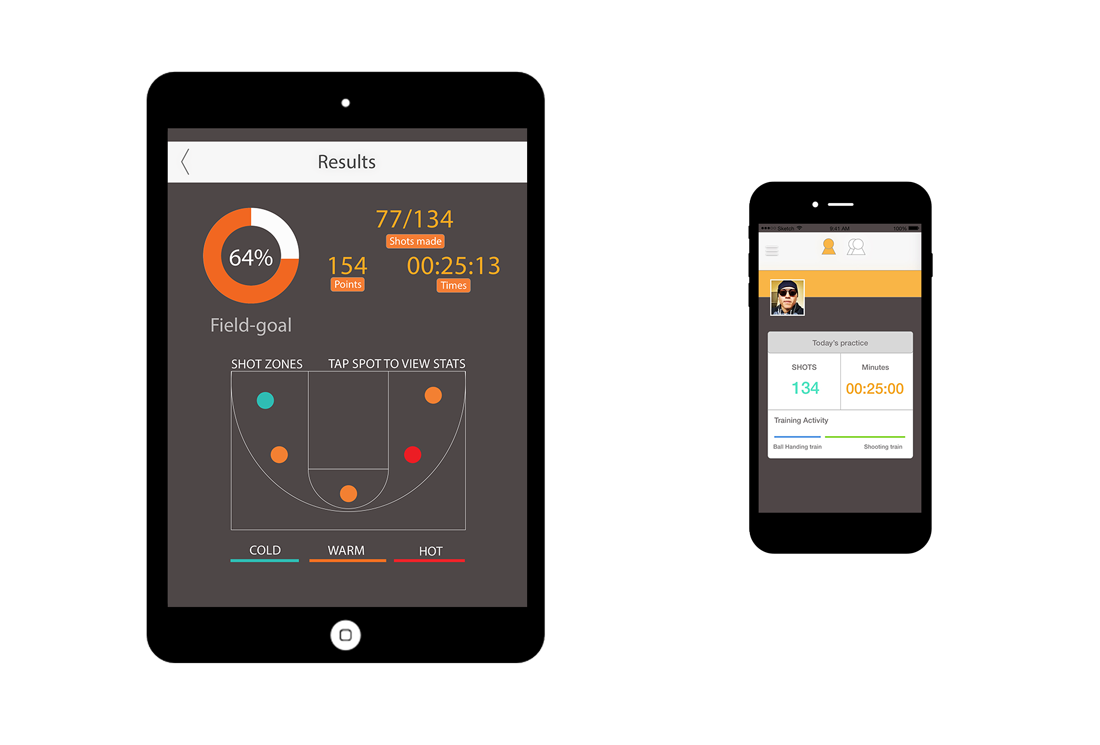 Results
64%
Field-goal
77/134
Shots made
154
Points
00:25:13
Times
SHOT ZONES
TAP SPOT TO VIEW STATS
COLD
WARM
HOT
Sketch
9:41 AM
100%
Today's practice
SHOTS
134
Minutes
00:25:00
Training Activity
Ball Handing train
Shooting train